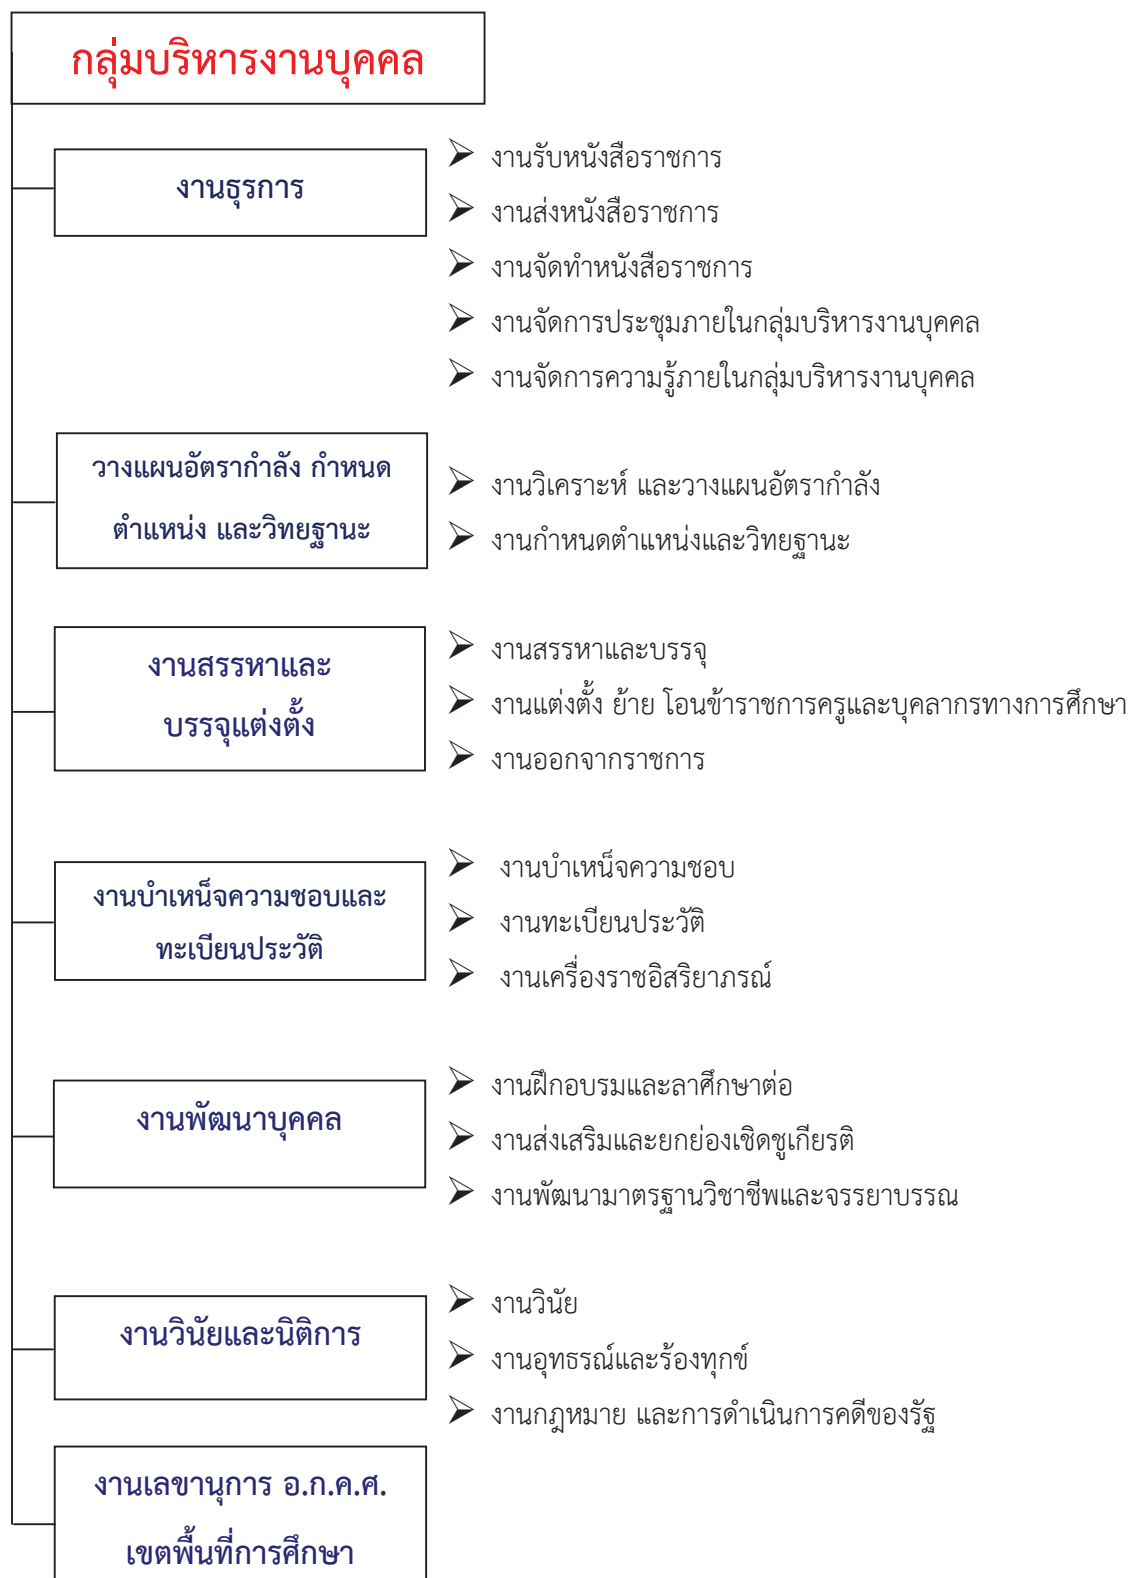 กลุ่มบริหารงานบุคคล
งานธุรการ
งานรับหนังสือราชการ
งานส่งหนังสือราชการ
งานจัดทำหนังสือราชการ
งานจัดการประชุมภายในกลุ่มบริหารงานบุคคล
งานจัดการความรู้ภายในกลุ่มบริหารงานบุคคล
วางแผนอัตรากำลัง กำหนด
ตำแหน่ง และวิทยฐานะ
งานวิเคราะห์ และวางแผนอัตรากำลัง
งานกำหนดตำแหน่งและวิทยฐานะ
งานสรรหาและ
บรรจุแต่งตั้ง
งานสรรหาและบรรจุ
งานแต่งตั้ง ย้าย โอนข้าราชการครูและบุคลากรทางการศึกษา
งานออกจากราชการ
งานบำเหน็จความชอบและ
ทะเบียนประวัติ
งานบำเหน็จความชอบ
งานทะเบียนประวัติ
งานเครื่องราชอิสริยาภรณ์
งานพัฒนาบุคคล
งานฝึกอบรมและลาศึกษาต่อ
งานส่งเสริมและยกย่องเชิดชูเกียรติ
งานพัฒนามาตรฐานวิชาชีพและจรรยาบรรณ
งานวินัยและนิติการ
งานวินัย
งานอุทธรณ์และร้องทุกข์
งานกฎหมาย และการดำเนินการคดีของรัฐ
งานเลขานุการ อ.ก.ค.ศ.
เขตพื้นที่การศึกษา